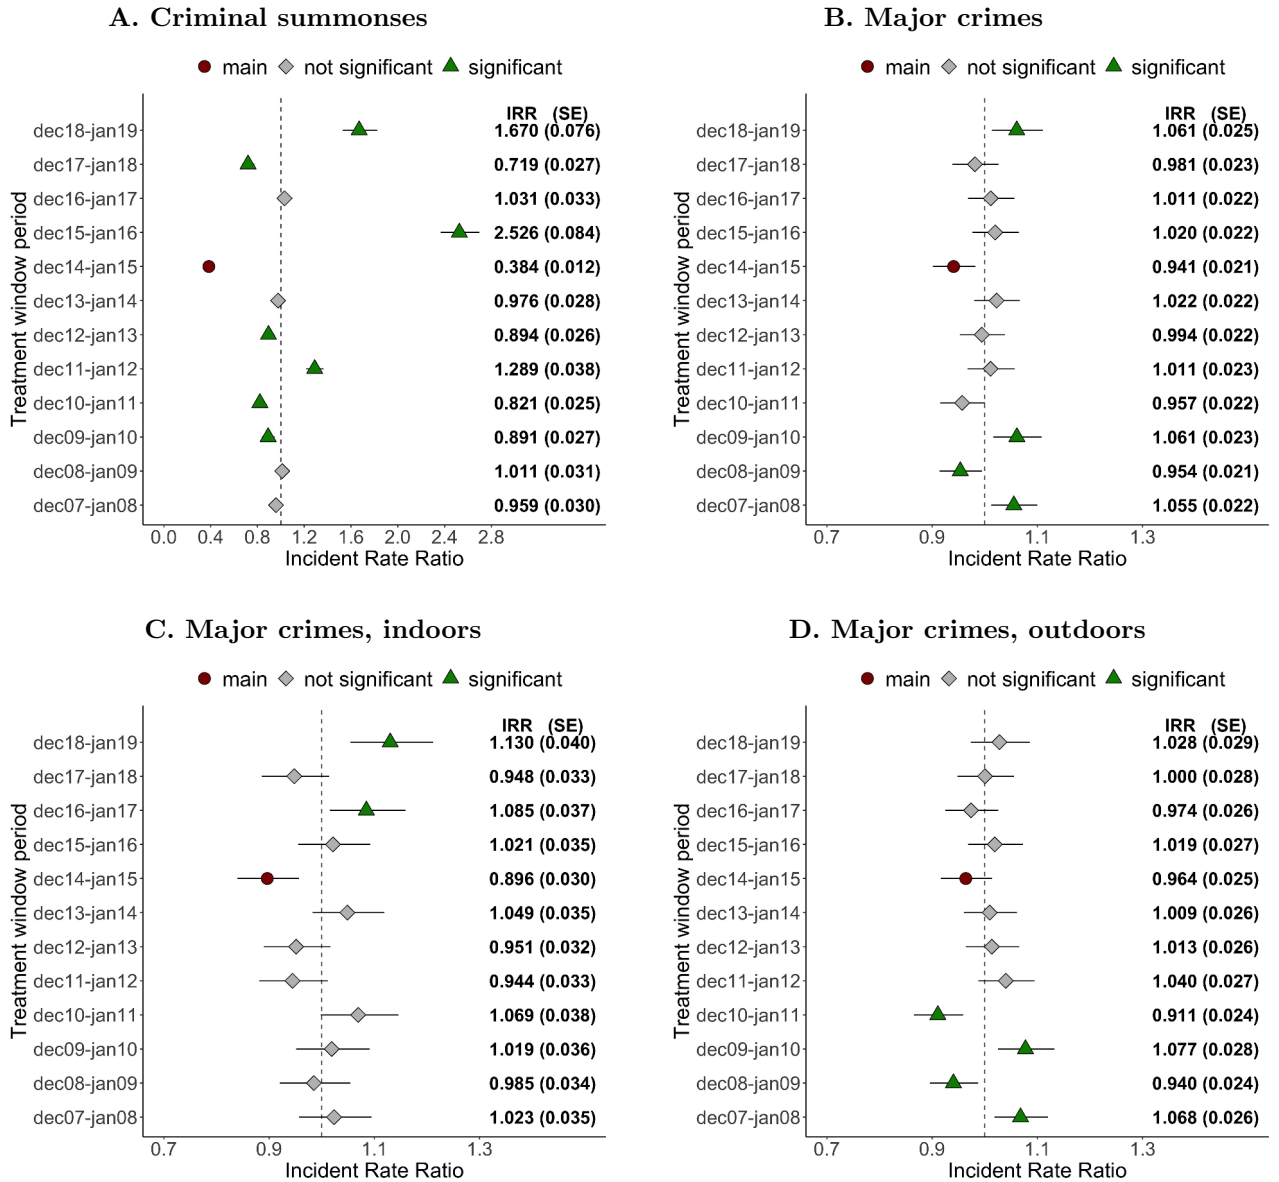 A. Criminal summonses
main not significant significant
IRR (SE)
dec18-jan19 1.670 (0.076)
dec17-jan18 0.719 (0.027)
dec16-jan17 1.031 (0.033)
dec15-jan16 2.526 (0.084)
dec14-jan15 0.384 (0.012)
dec13-jan14 0.976 (0.028)
dec12-jan13 0.894 (0.026)
dec11-jan12 1.289 (0.038)
dec10-jan11 0.821 (0.025)
dec09-jan10 0.891 (0.027)
dec08-jan09 1.011 (0.031)
dec07-jan08 0.959 (0.030)
Treatment window period
0.0 0.4 0.8 1.2 1.6 2.0 2.4 2.8
Incident Rate Ratio
B. Major crimes
main not significant significant
IRR (SE)
dec18-jan19 1.061 (0.025)
dec17-jan18 0.981 (0.023)
dec16-jan17 1.011 (0.022)
dec15-jan16 1.020 (0.022)
dec14-jan15 0.941 (0.021)
dec13-jan14 1.022 (0.022)
dec12-jan13 0.994 (0.022)
dec11-jan12 1.011 (0.023)
dec10-jan11 0.957 (0.022)
dec09-jan10 1.061 (0.023)
dec08-jan09 0.954 (0.021)
dec07-jan08 1.055 (0.022)
Treatment window period
0.7 0.9 1.1 1.3
Incident Rate Ratio
C. Major crimes, indoors
main not significant significant
IRR (SE)
dec18-jan19 1.130 (0.040)
dec17-jan18 0.948 (0.033)
dec16-jan17 1.085 (0.037)
dec15-jan16 1.021 (0.035)
dec14-jan15 0.896 (0.030)
dec13-jan14 1.049 (0.035)
dec12-jan13 0.951 (0.032)
dec11-jan12 0.944 (0.033)
dec10-jan11 1.069 (0.038)
dec09-jan10 1.019 (0.036)
dec08-jan09 0.985 (0.034)
dec07-jan08 1.023 (0.035)
Treatment window period
0.7 0.9 1.1 1.3
Incident Rate Ratio
D. Major crimes, outdoors
main not significant significant
IRR (SE)
dec18-jan19 1.028 (0.029)
dec17-jan18 1.000 (0.028)
dec16-jan17 0.974 (0.026)
dec15-jan16 1.019 (0.027)
dec14-jan15 0.964 (0.025)
dec13-jan14 1.009 (0.026)
dec12-jan13 1.013 (0.026)
dec11-jan12 1.040 (0.027)
dec10-jan11 0.911 (0.024)
dec09-jan10 1.077 (0.028)
dec08-jan09 0.940 (0.024)
dec07-jan08 1.068 (0.026)
Treatment window period
0.7 0.9 1.1 1.3
Incident Rate Ratio